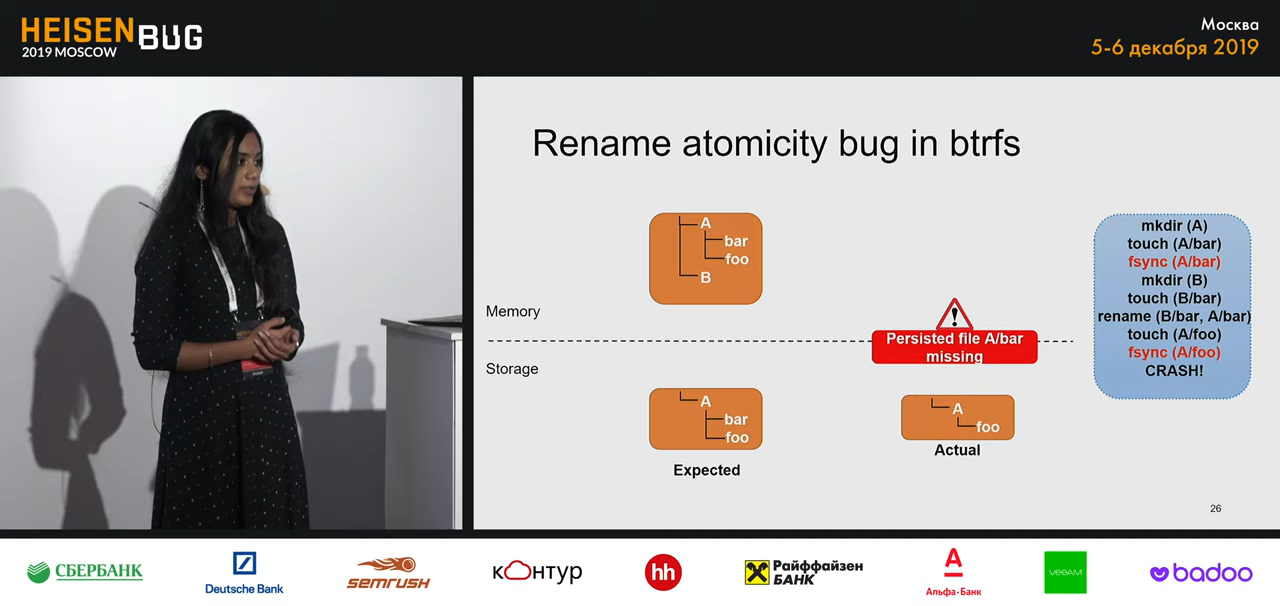 HEISENBUG
2019 MOSCOW
Москва
5-6 декабря 2019
Rename atomicity bug in btrfs
A
bar
foo
B
Memory
Storage
Persisted file A/bar
missing
A
bar
foo
Expected
A
foo
Actual
mkdir (A)
touch (A/bar)
fsync (A/bar)
mkdir (B)
touch (B/bar)
rename (B/bar, A/bar)
touch (A/foo)
fsync (A/foo)
CRASH!
26
СБЕРБАНК
Deutsche Bank
semrush
контур
hh
Райффайзен
БАНК
А
Альфа·Банк
veeam
badoo